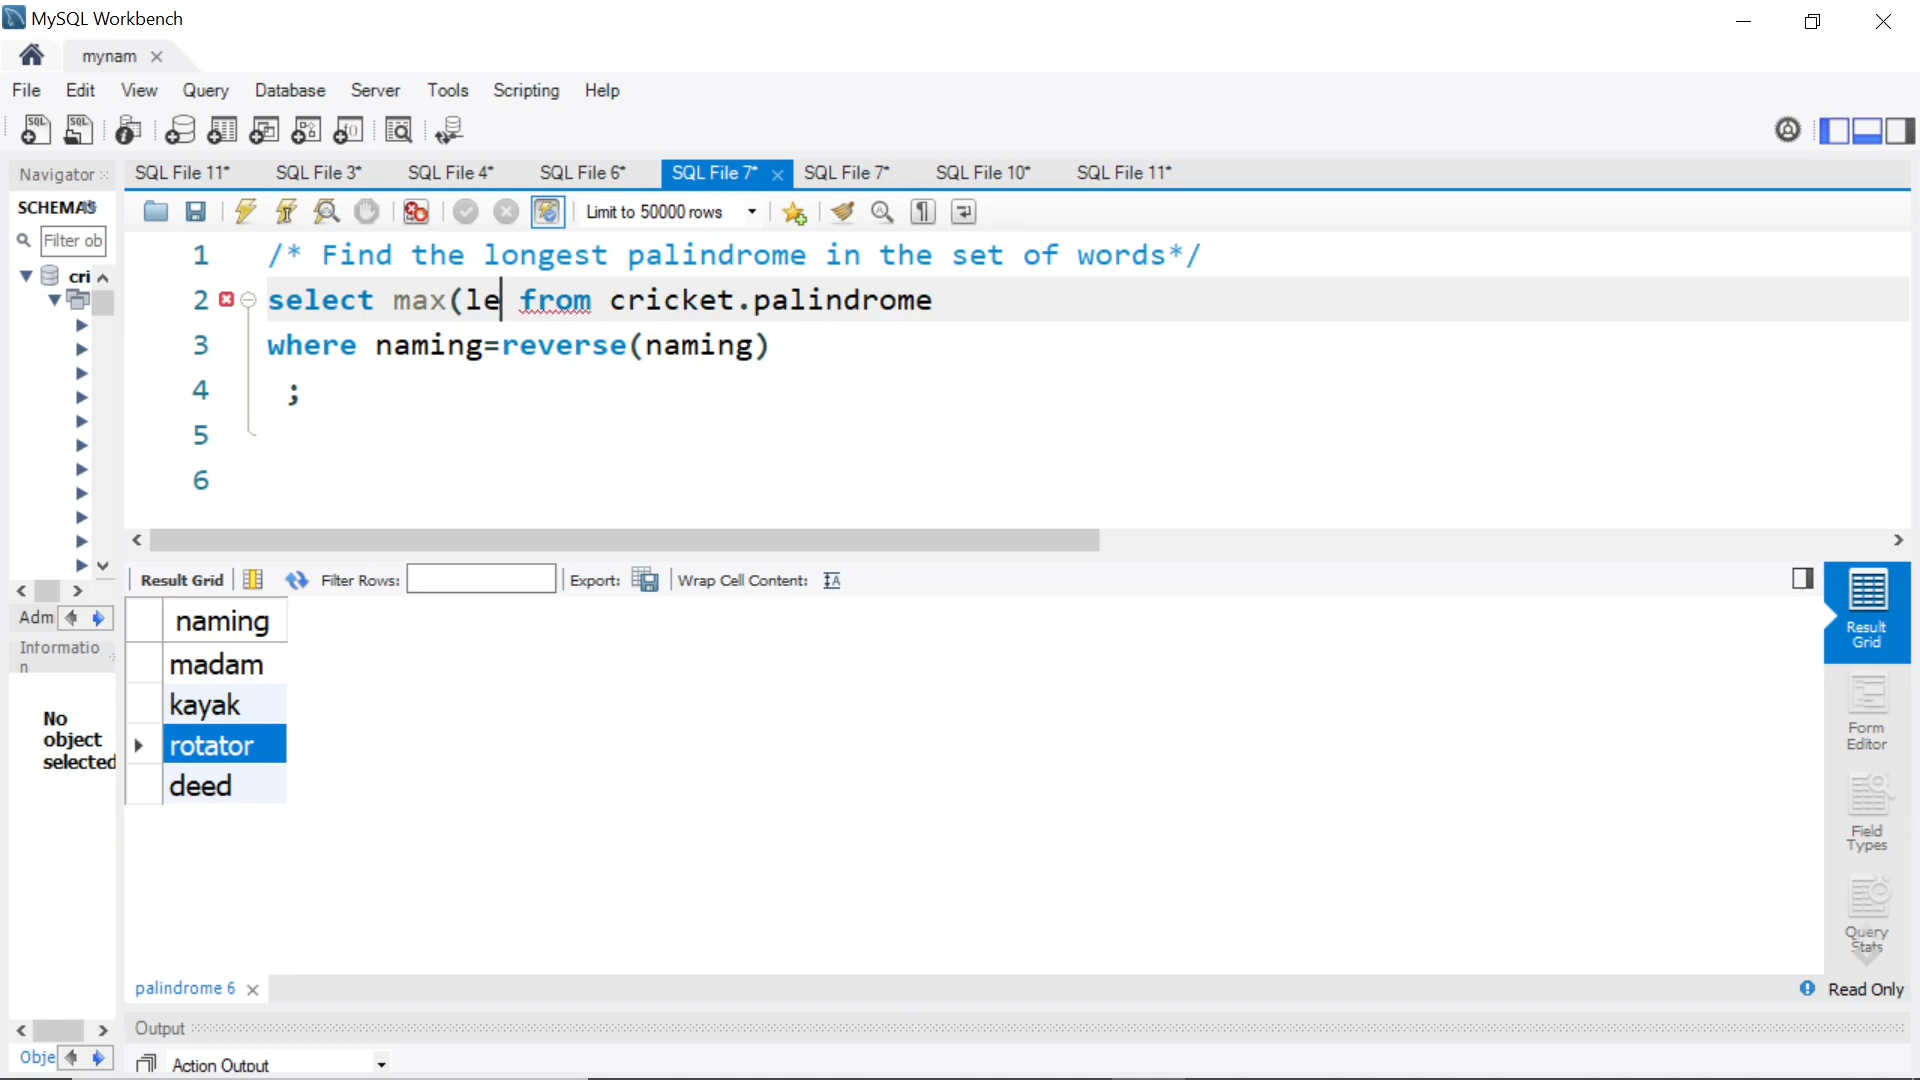 MySQL Workbench
mynam
File Edit View Query Database Server Tools Scripting Help
Navigator
SQL File 11* SQL File 3* SQL File 4* SQL File 6* SQL File 7* SQL File 7* SQL File 10* SQL File 11*
SCHEMAS
Limit to 50000 rows
Filter ob
cri
1 /* Find the longest palindrome in the set of words*/
2 select max(le from cricket.palindrome
3 where naming=reverse(naming)
4 ;
5
6
Result Grid Filter Rows: Export: Wrap Cell Content:
Adm
Informatio
n
No
object
selected
naming
madam
kayak
rotator
deed
Result
Grid
Form
Editor
Field
Types
Query
Stats
palindrome 6
Read Only
Output
Obje
Action Output